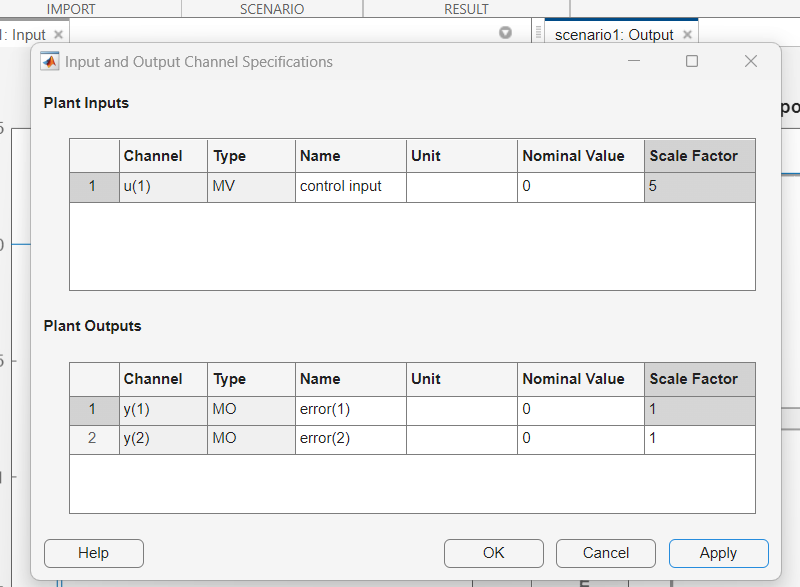 IMPORT SCENARIO RESULT
: Input scenario1: Output
Input and Output Channel Specifications
Plant Inputs
Channel Type Name Unit Nominal Value Scale Factor
1 u(1) MV control input 0 5
Plant Outputs
Channel Type Name Unit Nominal Value Scale Factor
1 y(1) MO error(1) 0 1
2 y(2) MO error(2) 0 1
Help OK Cancel Apply